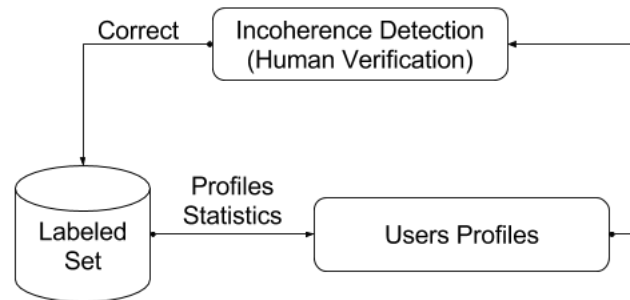 Correct
Incoherence Detection
(Human Verification)
Profiles
Statistics
Labeled
Set
Users Profiles